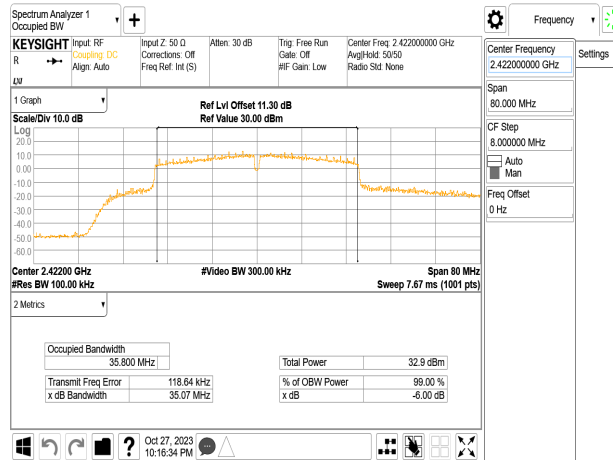 Spectrum Analyzer 1
Occupied BW
Frequency
KEYSIGHT
R
Input: RF
Coupling: DC
Align: Auto
Input Z: 50 Ω
Corrections: Off
Freq Ref: Int (S)
Atten: 30 dB
Trig: Free Run
Gate: Off
#IF Gain: Low
Center Freq: 2.422000000 GHz
Avg|Hold: 50/50
Radio Std: None
Center Frequency
2.422000000 GHz
Settings
Span
80.000 MHz
CF Step
8.000000 MHz
Auto
Man
Freq Offset
0 Hz
1 Graph
Scale/Div 10.0 dB
Ref Lvl Offset 11.30 dB
Ref Value 30.00 dBm
Log
20.0
10.0
0.00
-10.0
-20.0
-30.0
-40.0
-50.0
-60.0
Center 2.42200 GHz
#Res BW 100.00 kHz
#Video BW 300.00 kHz
Span 80 MHz
Sweep 7.67 ms (1001 pts)
2 Metrics
Occupied Bandwidth
35.800 MHz
Total Power 32.9 dBm
Transmit Freq Error 118.64 kHz
% of OBW Power 99.00 %
x dB Bandwidth 35.07 MHz
x dB -6.00 dB
?
Oct 27, 2023
10:16:34 PM